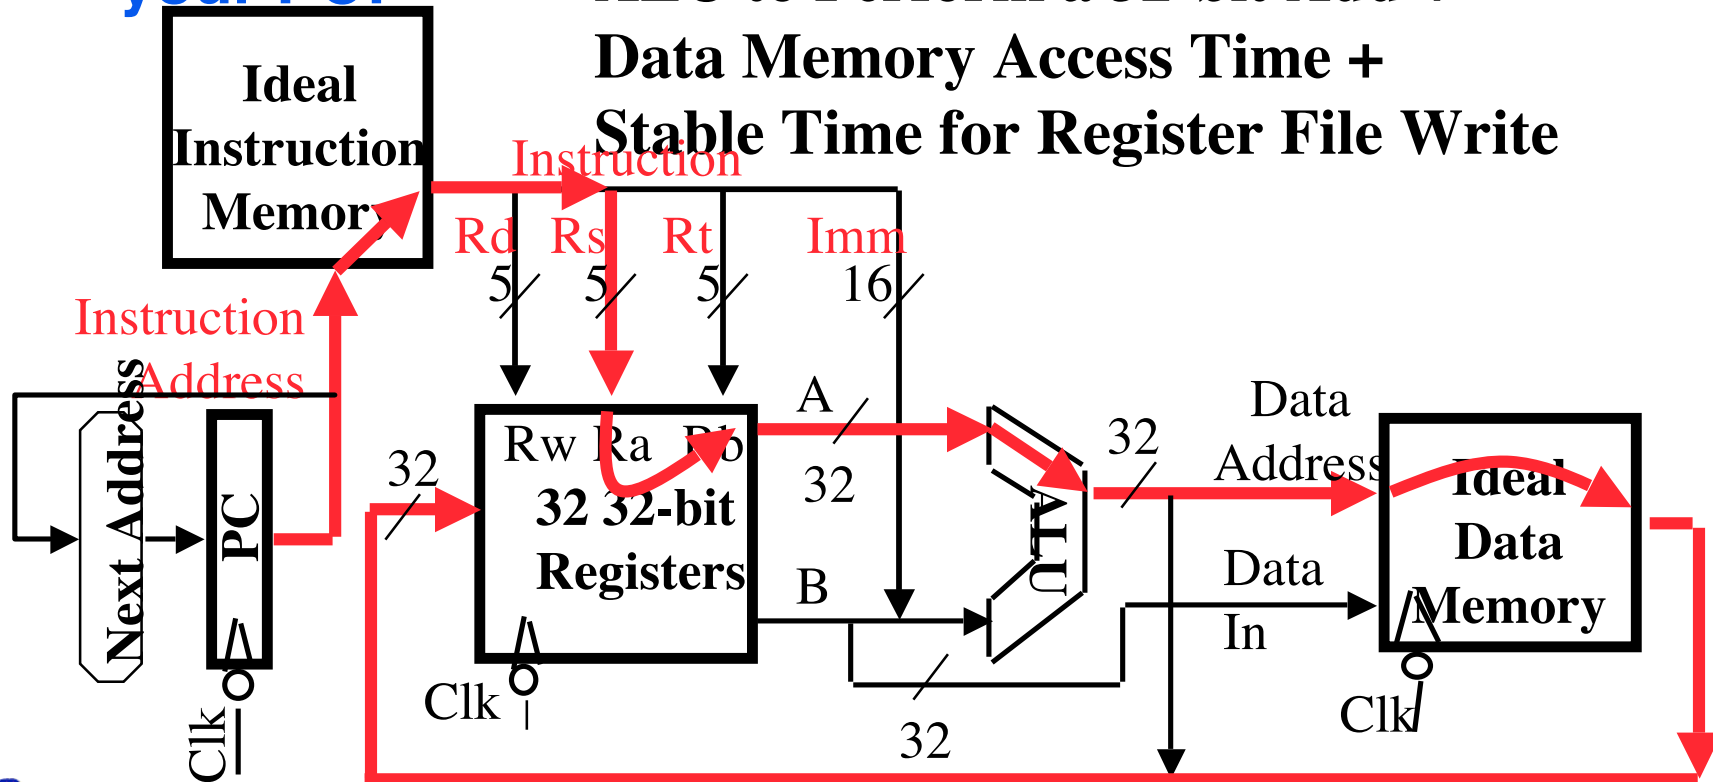 Data Memory Access Time +
Stable Time for Register File Write
Ideal
Instruction
Memory
Instruction
Rd Rs Rt Imm
5 5 5 16
Instruction
Address
Next Address
PC
Clk
32
Rw Ra Rb
32 32-bit
Registers
Clk
A
32
B
32
ALU
32
Data
Address
Data
In
Ideal
Data
Memory
Clk